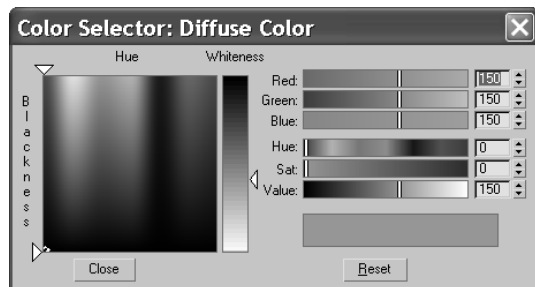 Color Selector: Diffuse Color
Hue Whiteness
Blackness
Red: 150
Green: 150
Blue: 150
Hue: 0
Sat: 0
Value: 150
Close
Reset